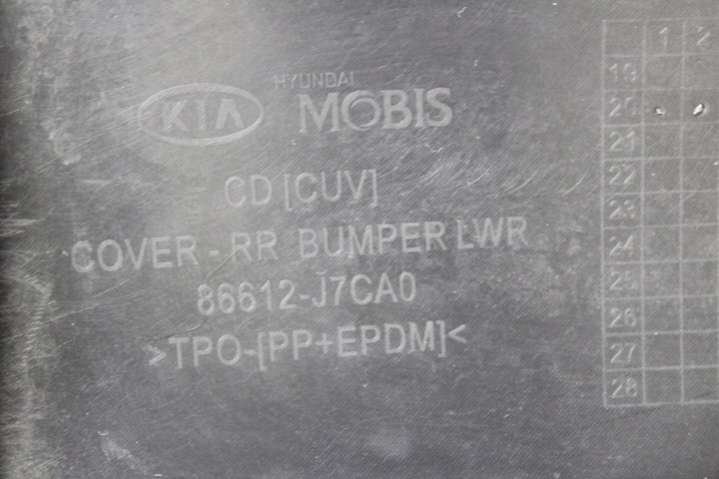 KIA HYUNDAI MOBIS
CD [CUV]
COVER - RR BUMPER LWR
86612-J7CA0
>TPO-[PP+EPDM]<
1 2
19
20
21
22
23
24
25
26
27
28